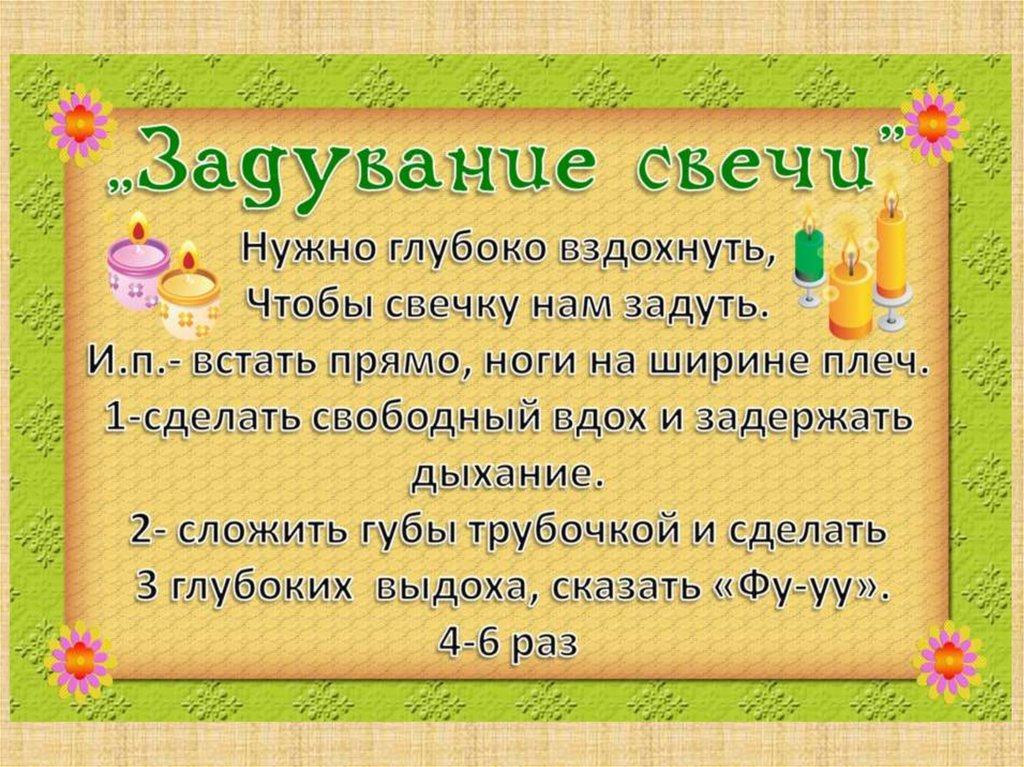 „Задувание свечи”
Нужно глубоко вздохнуть,
Чтобы свечку нам задуть.
И.п.- встать прямо, ноги на ширине плеч.
1-сделать свободный вдох и задержать
дыхание.
2- сложить губы трубочкой и сделать
3 глубоких выдоха, сказать «Фу-уу».
4-6 раз